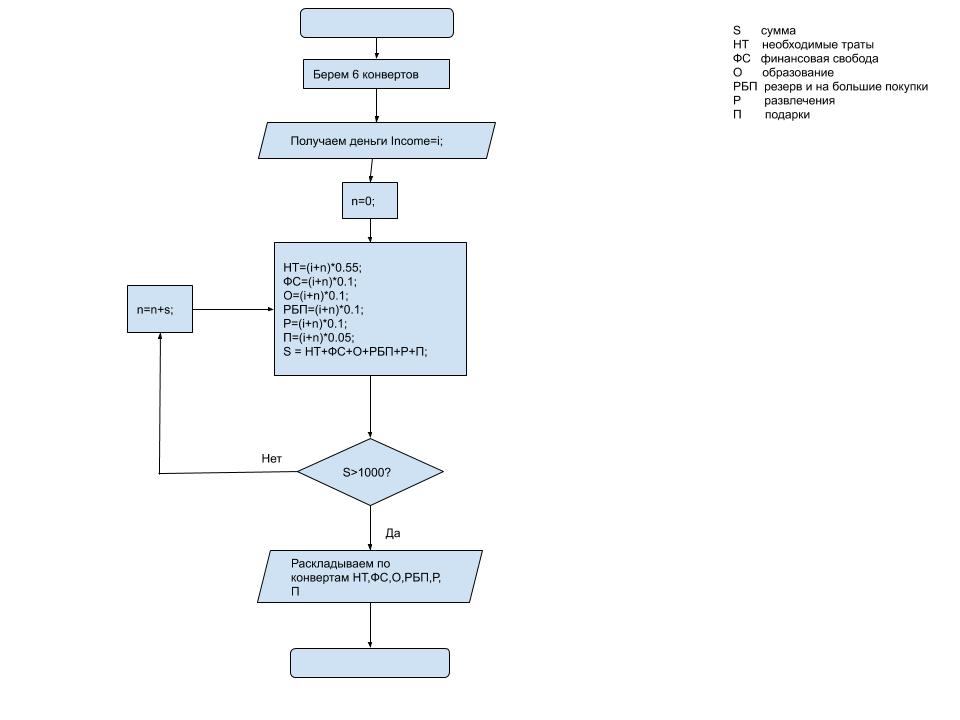 Берем 6 конвертов
Получаем деньги Income=i;
n=0;
НТ=(i+n)*0.55;
ФС=(i+n)*0.1;
О=(i+n)*0.1;
РБП=(i+n)*0.1;
Р=(i+n)*0.1;
П=(i+n)*0.05;
S = НТ+ФС+О+РБП+Р+П;
n=n+s;
S>1000?
Нет
Да
Раскладываем по
конвертам НТ,ФС,О,РБП,Р,
П
S сумма
НТ необходимые траты
ФС финансовая свобода
О образование
РБП резерв и на большие покупки
Р развлечения
П подарки